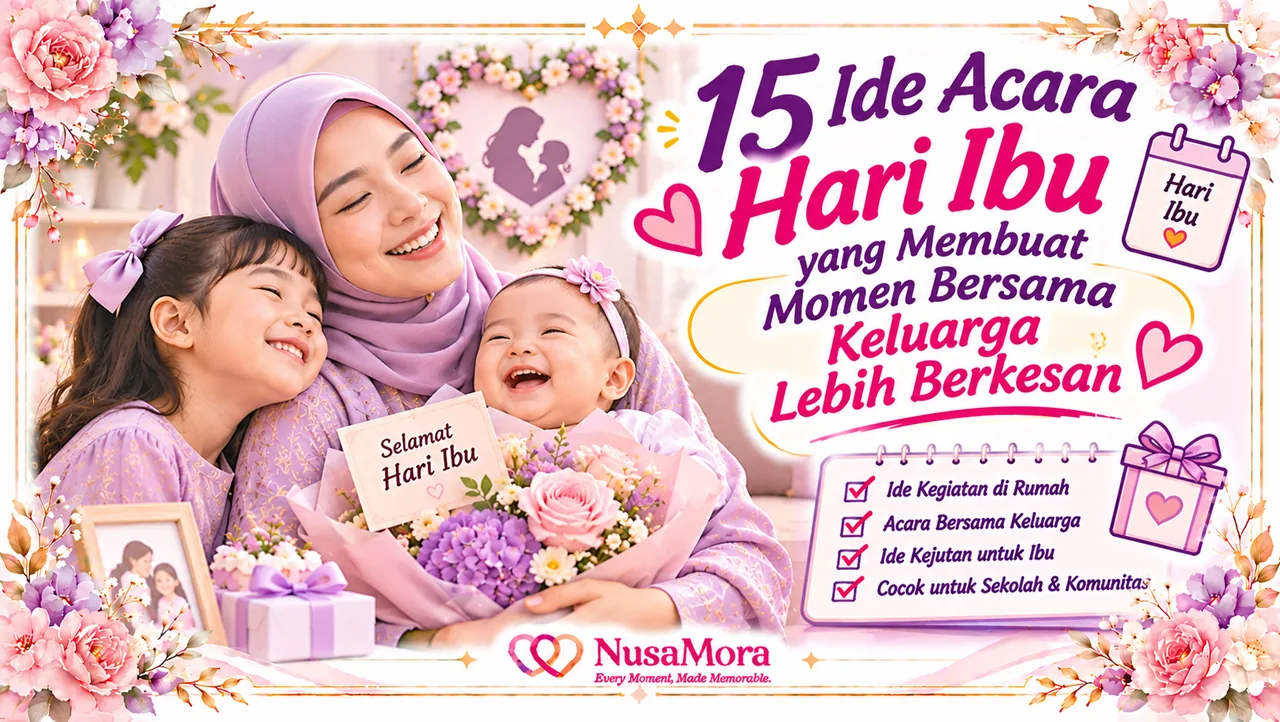 15 Ide Acara
Hari Ibu
yang Membuat
Momen Bersama
Keluarga
Lebih Berkesan
Hari
Ibu
Selamat
Hari Ibu
Ide Kegiatan di Rumah
Acara Bersama Keluarga
Ide Kejutan untuk Ibu
Cocok untuk Sekolah & Komunitas
NusaMora
Every Moment, Made Memorable.